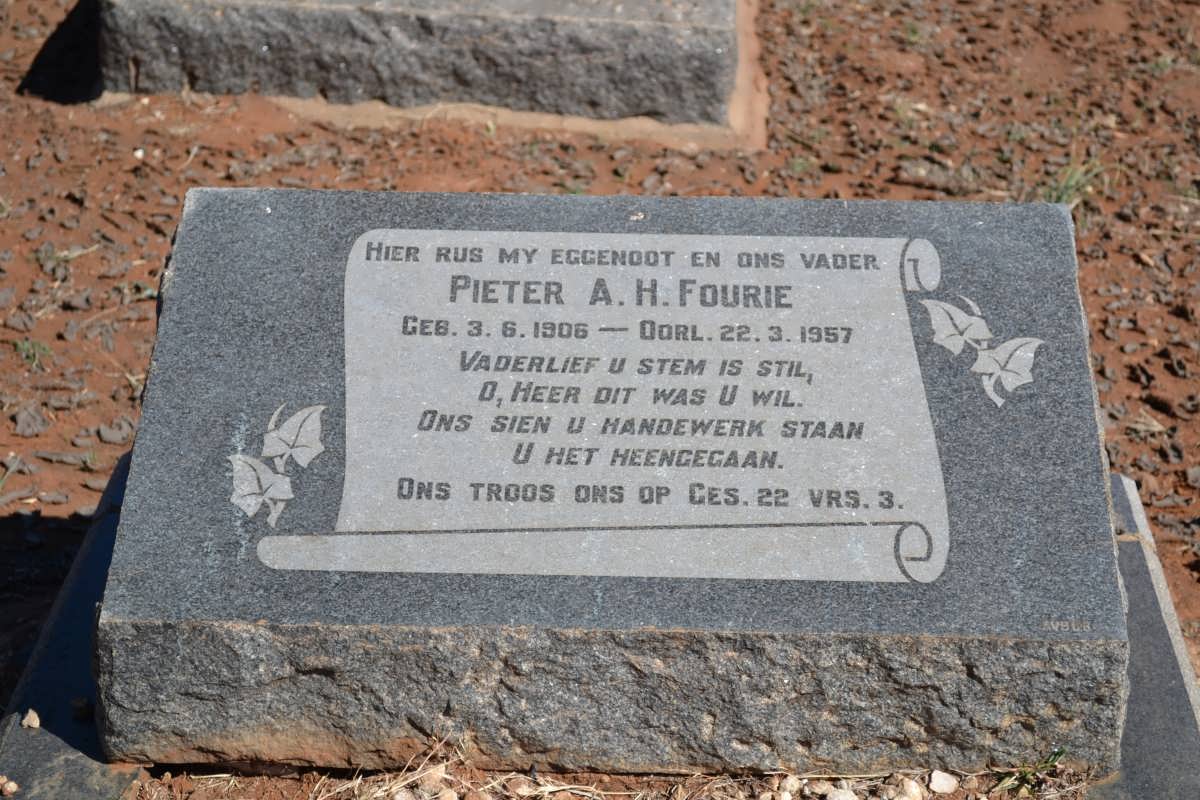 HIER RUS MY EGGENOOT EN ONS VADER
PIETER A. H. FOURIE
GEB. 3. 6. 1906 — OORL. 22. 3. 1957
VADERLIEF U STEM IS STIL,
O, HEER DIT WAS U WIL.
ONS SIEN U HANDEWERK STAAN
U HET HEENGEGAAN.
ONS TROOS ONS OP GES. 22 VRS. 3.